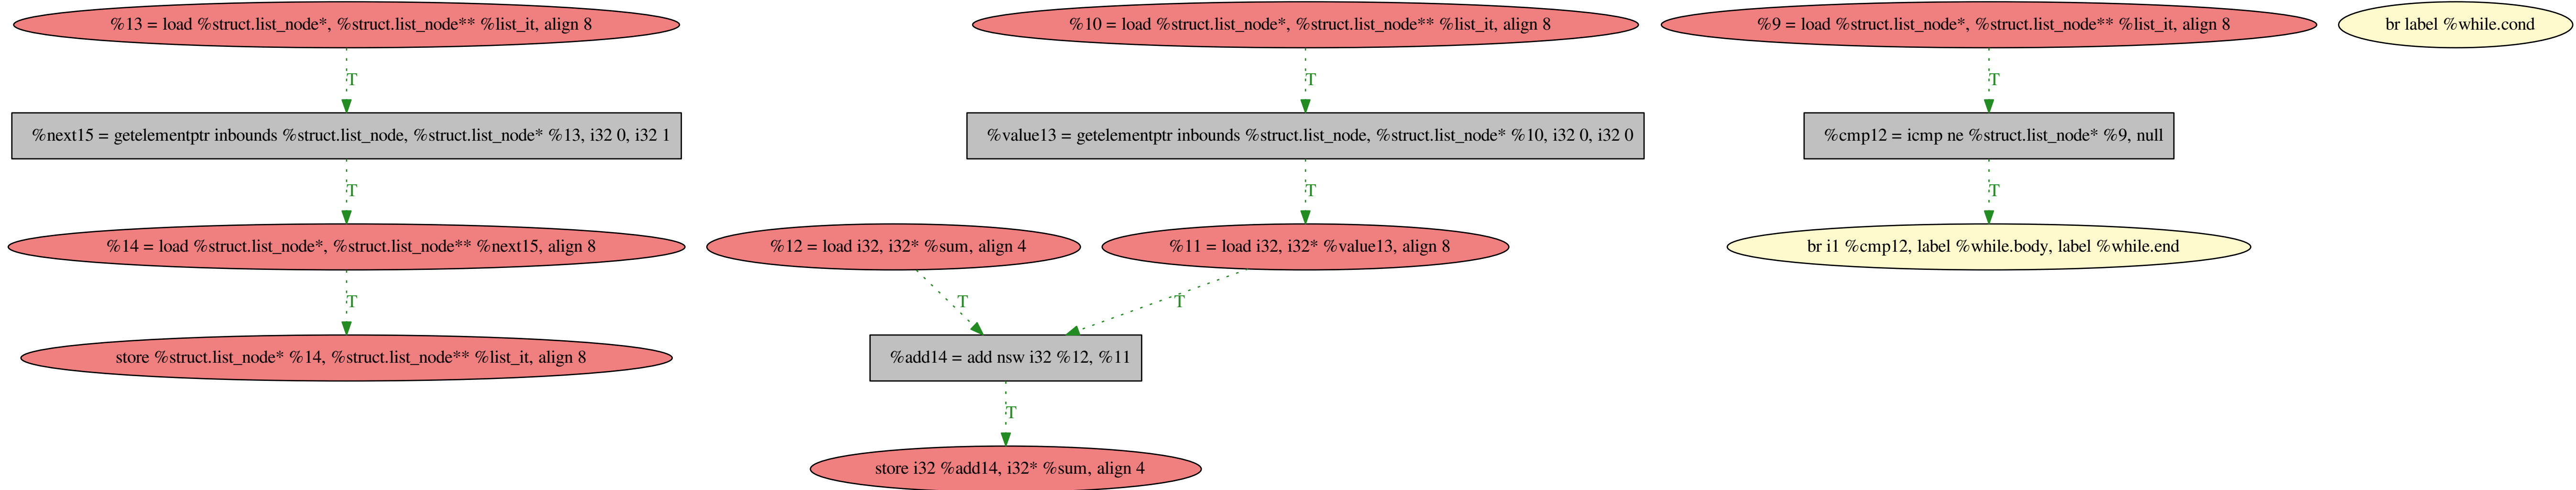 %13 = load %struct.list_node*, %struct.list_node** %list_it, align 8
%10 = load %struct.list_node*, %struct.list_node** %list_it, align 8
%9 = load %struct.list_node*, %struct.list_node** %list_it, align 8
br label %while.cond
T
T
T
%next15 = getelementptr inbounds %struct.list_node, %struct.list_node* %13, i32 0, i32 1
%value13 = getelementptr inbounds %struct.list_node, %struct.list_node* %10, i32 0, i32 0
%cmp12 = icmp ne %struct.list_node* %9, null
T
T
T
%14 = load %struct.list_node*, %struct.list_node** %next15, align 8
%12 = load i32, i32* %sum, align 4
%11 = load i32, i32* %value13, align 8
br i1 %cmp12, label %while.body, label %while.end
T
T
T
store %struct.list_node* %14, %struct.list_node** %list_it, align 8
%add14 = add nsw i32 %12, %11
T
store i32 %add14, i32* %sum, align 4